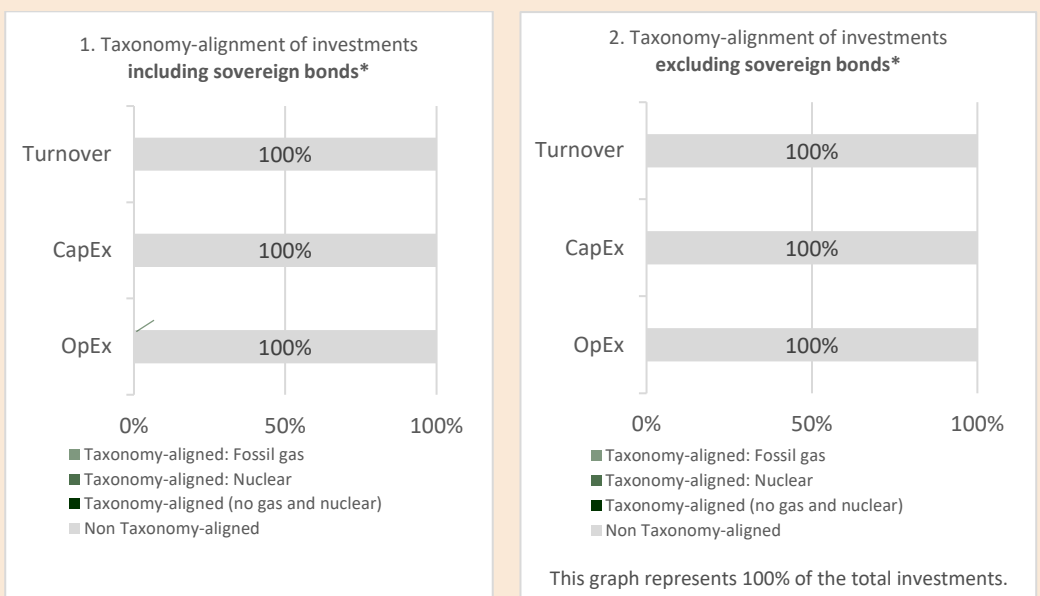 1. Taxonomy-alignment of investments
including sovereign bonds*
Turnover
100%
CapEx
100%
OpEx
100%
0%
50%
100%
Taxonomy-aligned: Fossil gas
Taxonomy-aligned: Nuclear
Taxonomy-aligned (no gas and nuclear)
Non Taxonomy-aligned
2. Taxonomy-alignment of investments
excluding sovereign bonds*
Turnover
100%
CapEx
100%
OpEx
100%
0%
50%
100%
Taxonomy-aligned: Fossil gas
Taxonomy-aligned: Nuclear
Taxonomy-aligned (no gas and nuclear)
Non Taxonomy-aligned
This graph represents 100% of the total investments.